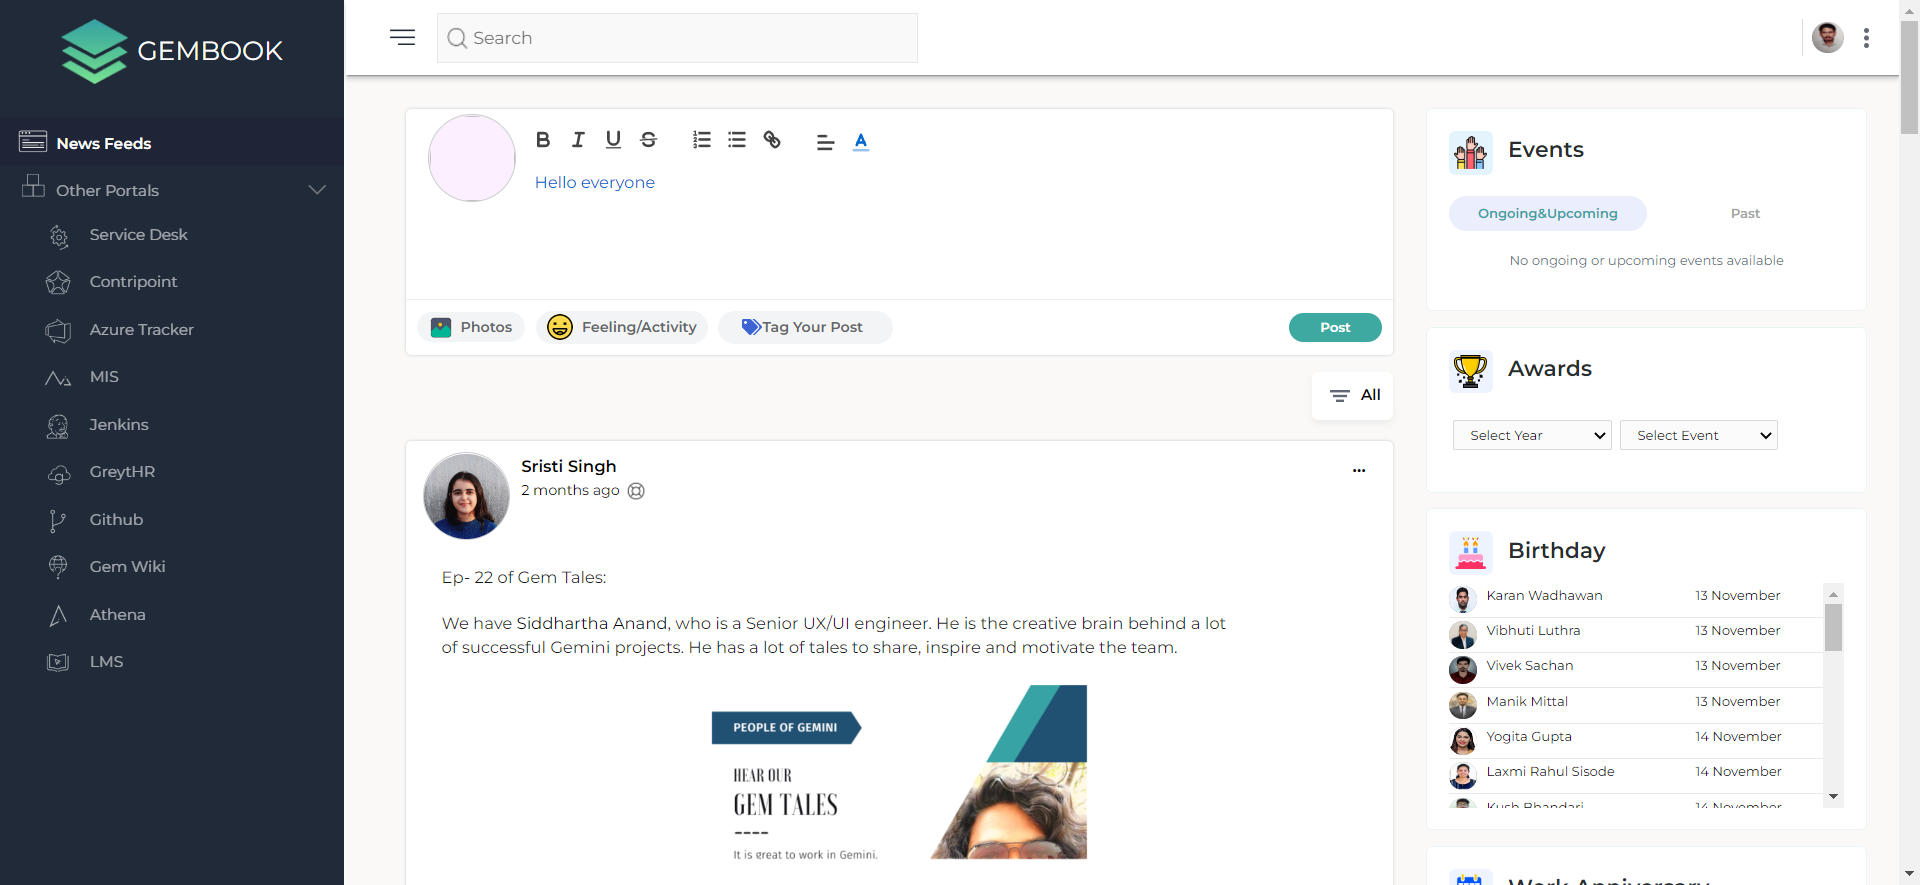 GEMBOOK
Search
News Feeds
Other Portals
Service Desk
Contripoint
Azure Tracker
MIS
Jenkins
GreytHR
Github
Gem Wiki
Athena
LMS
B I U S A
Hello everyone
Photos Feeling/Activity Tag Your Post Post
All
Sristi Singh
2 months ago
Ep- 22 of Gem Tales:
We have Siddhartha Anand, who is a Senior UX/UI engineer. He is the creative brain behind a lot
of successful Gemini projects. He has a lot of tales to share, inspire and motivate the team.
PEOPLE OF GEMINI
HEAR OUR
GEM TALES
It is great to work in Gemini.
Events
Ongoing&Upcoming Past
No ongoing or upcoming events available
Awards
Select Year Select Event
Birthday
Karan Wadhawan 13 November
Vibhuti Luthra 13 November
Vivek Sachan 13 November
Manik Mittal 13 November
Yogita Gupta 14 November
Laxmi Rahul Sisode 14 November
Kush Bhandari 14 November
Work Anniversary